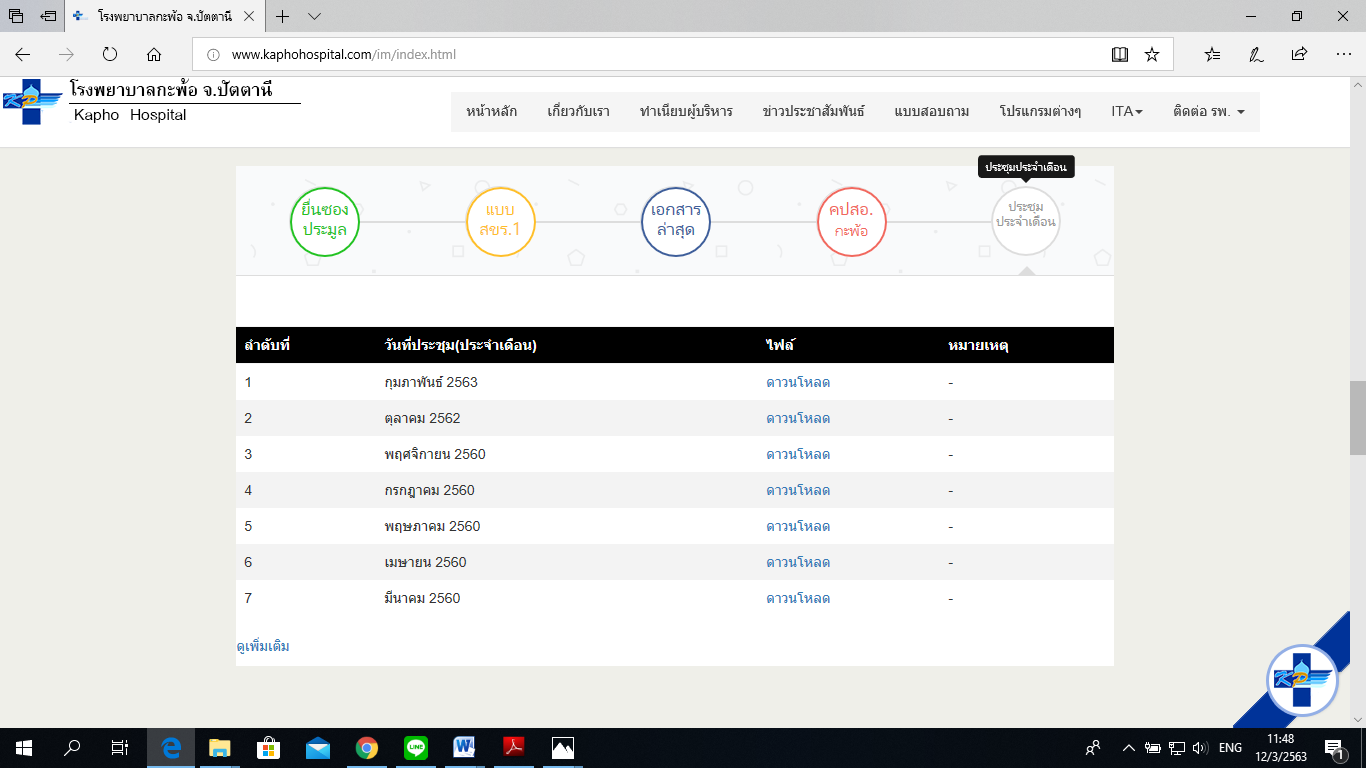 โรงพยาบาลกะพ้อ จ.ปัตตานี
www.kaphohospital.com/im/index.html
โรงพยาบาลกะพ้อ จ.ปัตตานี
Kapho Hospital
หน้าหลัก เกี่ยวกับเรา ทำเนียบผู้บริหาร ข่าวประชาสัมพันธ์ แบบสอบถาม โปรแกรมต่างๆ ITA ติดต่อ รพ.
ประชุมประจำเดือน
ยื่นซอง
ประมูล
แบบ
สขร.1
เอกสาร
ล่าสุด
คปสอ.
กะพ้อ
ประชุม
ประจำเดือน
ลำดับที่ วันที่ประชุม(ประจำเดือน) ไฟล์ หมายเหตุ
1 กุมภาพันธ์ 2563 ดาวน์โหลด -
2 ตุลาคม 2562 ดาวน์โหลด -
3 พฤศจิกายน 2560 ดาวน์โหลด -
4 กรกฎาคม 2560 ดาวน์โหลด -
5 พฤษภาคม 2560 ดาวน์โหลด -
6 เมษายน 2560 ดาวน์โหลด -
7 มีนาคม 2560 ดาวน์โหลด -
ดูเพิ่มเติม
KP
ENG
11:48
12/3/2563
1